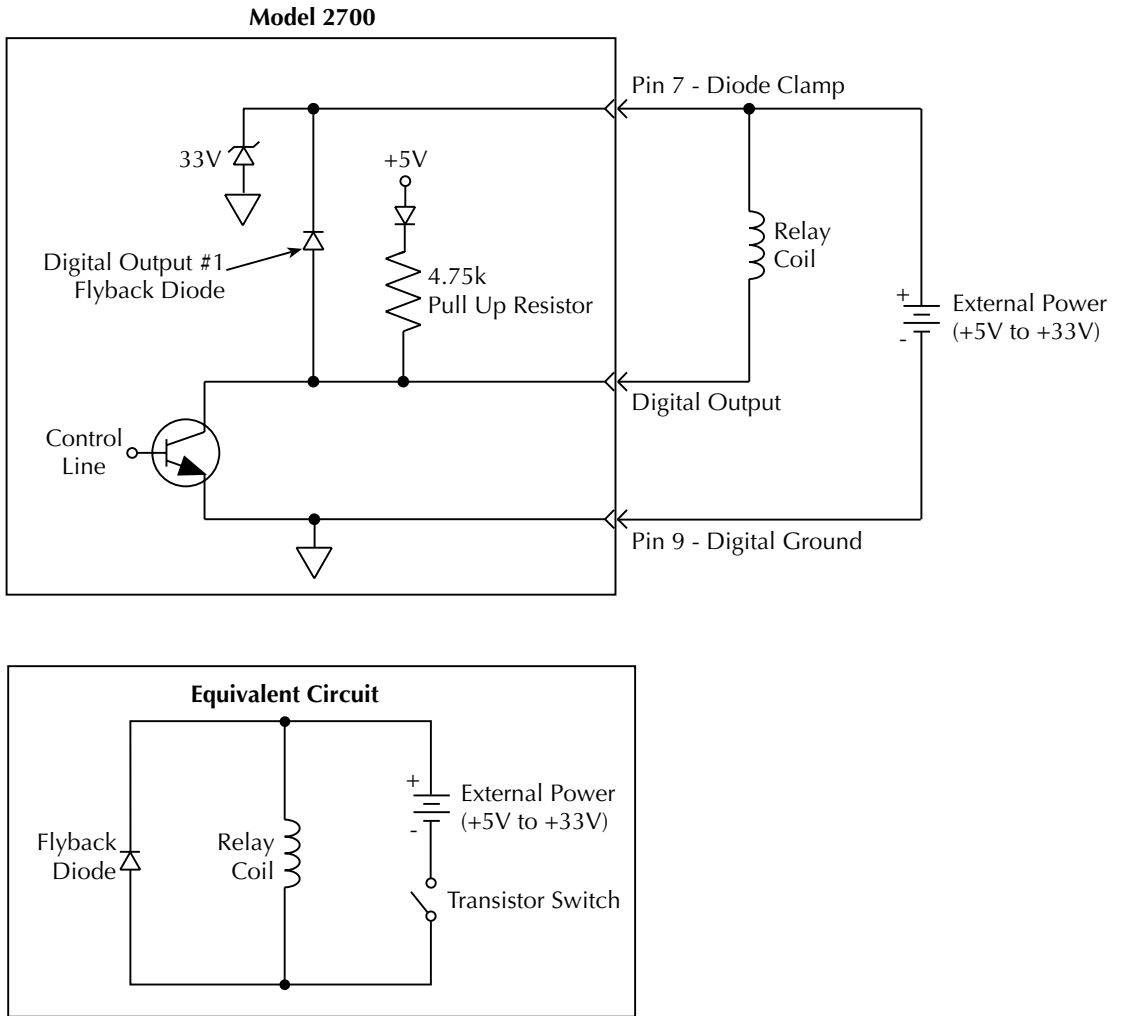 Model 2700
Pin 7 - Diode Clamp
33V
+5V
Digital Output #1
Flyback Diode
4.75k
Pull Up Resistor
Relay
Coil
+
-
External Power
(+5V to +33V)
Digital Output
Control
Line
Pin 9 - Digital Ground
Equivalent Circuit
Flyback
Diode
Relay
Coil
+
-
External Power
(+5V to +33V)
Transistor Switch